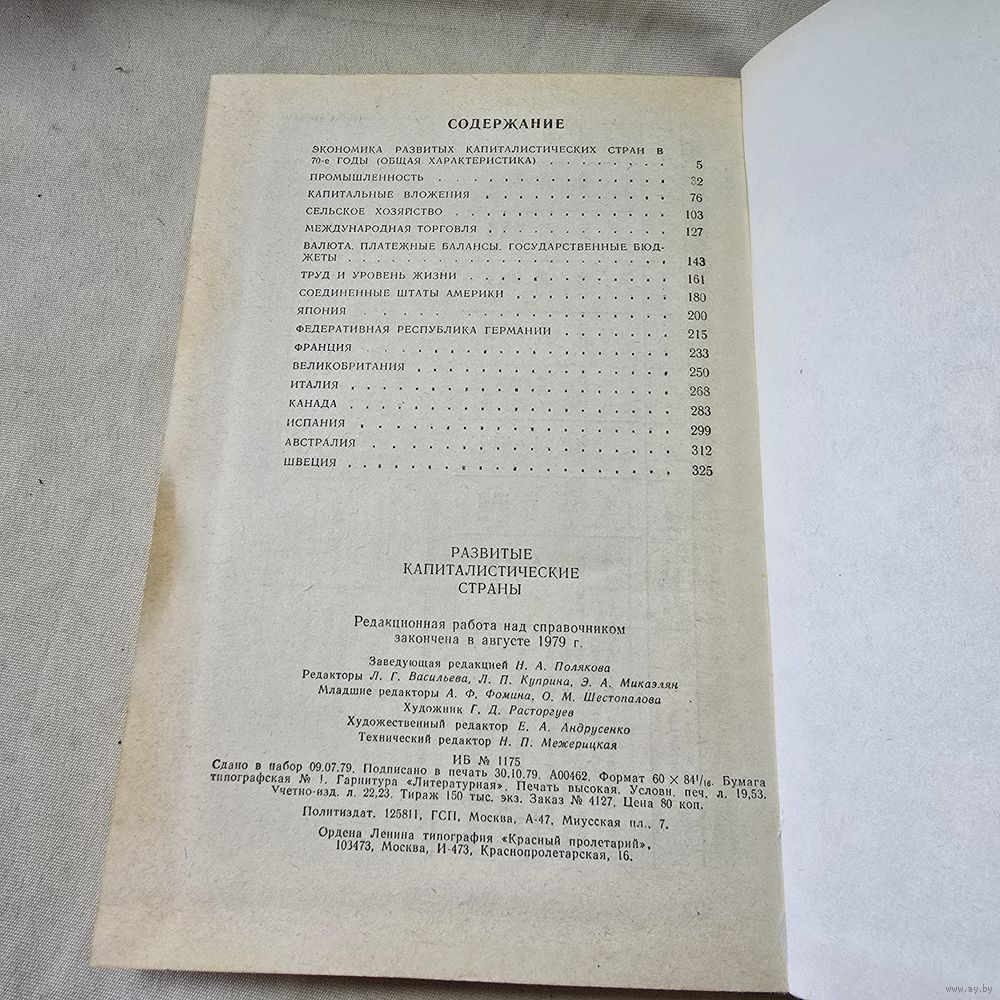 СОДЕРЖАНИЕ
ЭКОНОМИКА РАЗВИТЫХ КАПИТАЛИСТИЧЕСКИХ СТРАН В
70-е ГОДЫ (ОБЩАЯ ХАРАКТЕРИСТИКА) . . . . . . . . 5
ПРОМЫШЛЕННОСТЬ . . . . . . . . 32
КАПИТАЛЬНЫЕ ВЛОЖЕНИЯ . . . . . . . . 76
СЕЛЬСКОЕ ХОЗЯЙСТВО . . . . . . . . 103
МЕЖДУНАРОДНАЯ ТОРГОВЛЯ . . . . . . . . 127
ВАЛЮТА. ПЛАТЕЖНЫЕ БАЛАНСЫ. ГОСУДАРСТВЕННЫЕ БЮД-
ЖЕТЫ . . . . . . . . 143
ТРУД И УРОВЕНЬ ЖИЗНИ . . . . . . . . 161
СОЕДИНЕННЫЕ ШТАТЫ АМЕРИКИ . . . . . . . . 180
ЯПОНИЯ . . . . . . . . 200
ФЕДЕРАТИВНАЯ РЕСПУБЛИКА ГЕРМАНИИ . . . . . . . . 215
ФРАНЦИЯ . . . . . . . . 233
ВЕЛИКОБРИТАНИЯ . . . . . . . . 250
ИТАЛИЯ . . . . . . . . 268
КАНАДА . . . . . . . . 283
ИСПАНИЯ . . . . . . . . 299
АВСТРАЛИЯ . . . . . . . . 312
ШВЕЦИЯ . . . . . . . . 325
РАЗВИТЫЕ
КАПИТАЛИСТИЧЕСКИЕ
СТРАНЫ
Редакционная работа над справочником
закончена в августе 1979 г.
Заведующая редакцией Н. А. Полякова
Редакторы Л. Г. Васильева, Л. П. Куприна, Э. А. Микаэлян
Младшие редакторы А. Ф. Фомина, О. М. Шестопалова
Художник Г. Д. Расторгуев
Художественный редактор Е. А. Андрусенко
Технический редактор Н. П. Межерицкая
ИБ № 1175
Сдано в набор 09.07.79. Подписано в печать 30.10.79. А00462. Формат 60 × 84¹/₁₆. Бумага
типографская № 1. Гарнитура «Литературная». Печать высокая. Условн. печ. л. 19,53.
Учетно-изд. л. 22,23. Тираж 150 тыс. экз. Заказ № 4127. Цена 80 коп.
Политиздат. 125811, ГСП, Москва, А-47, Миусская пл., 7.
Ордена Ленина типография «Красный пролетарий»,
103473, Москва, И-473, Краснопролетарская, 16.
www.ay.by